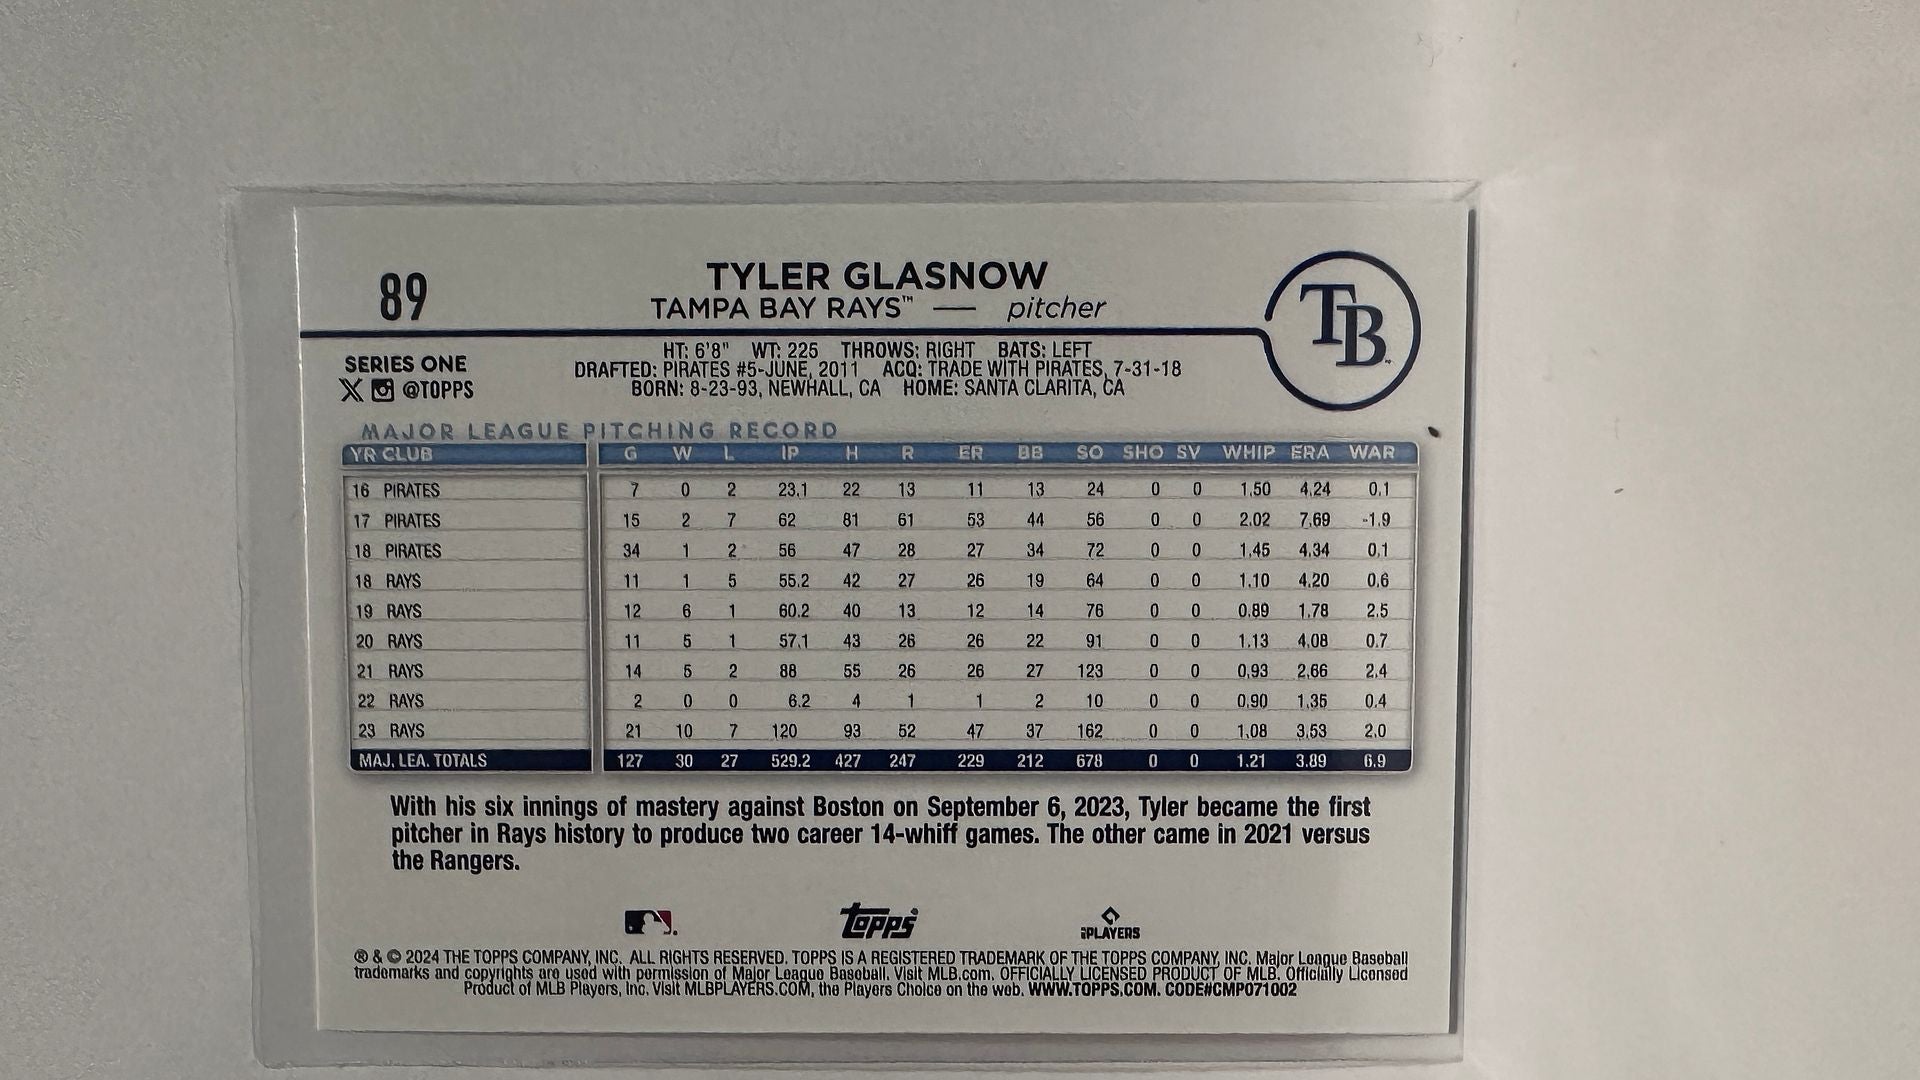 89
TYLER GLASNOW
TAMPA BAY RAYS™ — pitcher
TB
SERIES ONE
@TOPPS
HT: 6'8" WT: 225 THROWS: RIGHT BATS: LEFT
DRAFTED: PIRATES #5-JUNE, 2011 ACQ: TRADE WITH PIRATES, 7-31-18
BORN: 8-23-93, NEWHALL, CA HOME: SANTA CLARITA, CA
MAJOR LEAGUE PITCHING RECORD
YR CLUB G W L IP H R ER BB SO SHO SV WHIP ERA WAR
16 PIRATES 7 0 2 23.1 22 13 11 13 24 0 0 1.50 4.24 0.1
17 PIRATES 15 2 7 62 81 61 53 44 56 0 0 2.02 7.69 -1.9
18 PIRATES 34 1 2 56 47 28 27 34 72 0 0 1.45 4.34 0.1
18 RAYS 11 1 5 55.2 42 27 26 19 64 0 0 1.10 4.20 0.6
19 RAYS 12 6 1 60.2 40 13 12 14 76 0 0 0.89 1.78 2.5
20 RAYS 11 5 1 57.1 43 26 26 22 91 0 0 1.13 4.08 0.7
21 RAYS 14 5 2 88 55 26 26 27 123 0 0 0.93 2.66 2.4
22 RAYS 2 0 0 6.2 4 1 1 2 10 0 0 0.90 1.35 0.4
23 RAYS 21 10 7 120 93 52 47 37 162 0 0 1.08 3.53 2.0
MAJ. LEA. TOTALS 127 30 27 529.2 427 247 229 212 678 0 0 1.21 3.89 6.9
With his six innings of mastery against Boston on September 6, 2023, Tyler became the first
pitcher in Rays history to produce two career 14-whiff games. The other came in 2021 versus
the Rangers.
topps PLAYERS
® & © 2024 THE TOPPS COMPANY, INC. ALL RIGHTS RESERVED. TOPPS IS A REGISTERED TRADEMARK OF THE TOPPS COMPANY, INC. Major League Baseball
trademarks and copyrights are used with permission of Major League Baseball. Visit MLB.com. OFFICIALLY LICENSED PRODUCT OF MLB. Officially Licensed
Product of MLB Players, Inc. Visit MLBPLAYERS.COM, the Players Choice on the web. WWW.TOPPS.COM. CODE#CMP071002